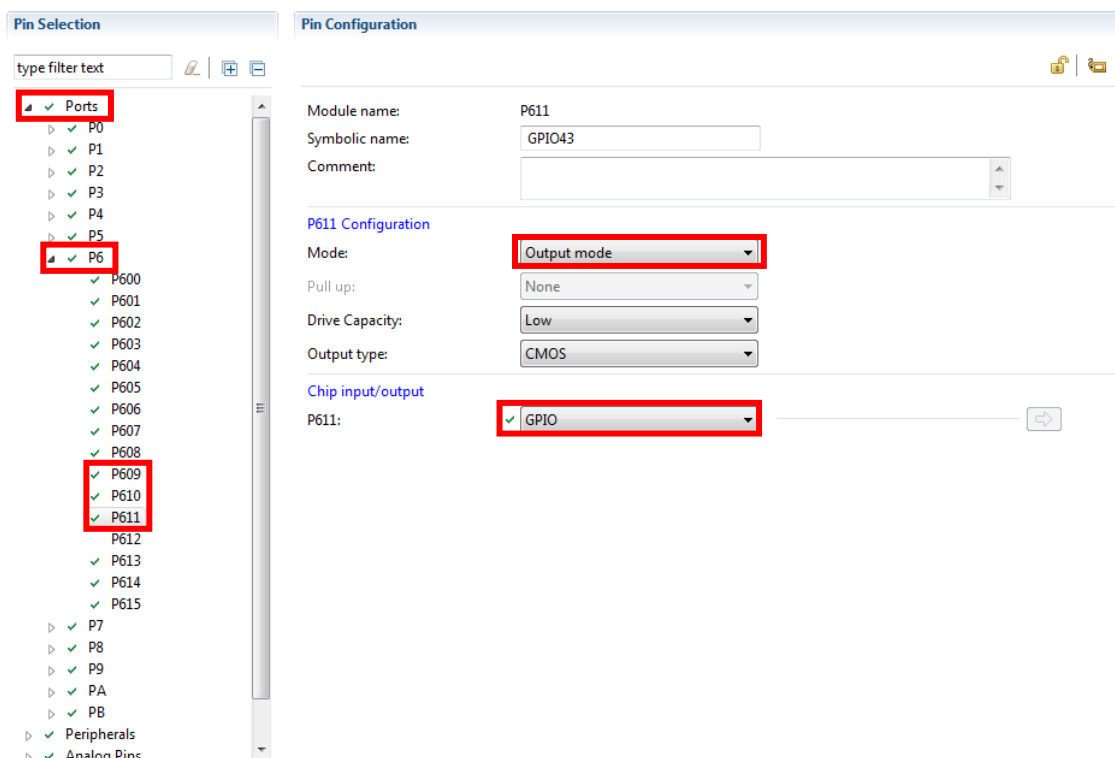 Pin Selection
type filter text
Ports
P0
P1
P2
P3
P4
P5
P6
P600
P601
P602
P603
P604
P605
P606
P607
P608
P609
P610
P611
P612
P613
P614
P615
P7
P8
P9
PA
PB
Peripherals
Analog Pins
Pin Configuration
Module name: P611
Symbolic name: GPIO43
Comment:
P611 Configuration
Mode: Output mode
Pull up: None
Drive Capacity: Low
Output type: CMOS
Chip input/output
P611: GPIO